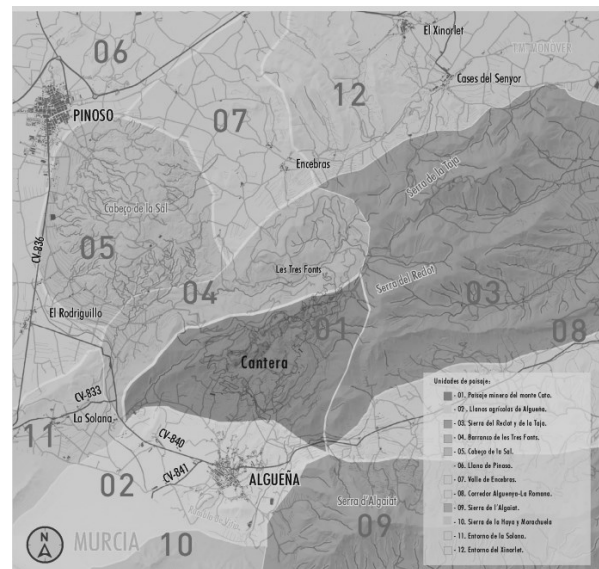 06
El Xinorlet
T.M. MONOVER
Cases del Senyor
12
PINOSO
07
Encebras
Serra de la Taja
Cabeço de la Sal
CV-836
05
Les Tres Fonts
Serra del Reclot
04
03
El Rodriguillo
01
08
Cantera
CV-833
La Solana
11
CV-840
CV-841
02
ALGUEÑA
Serra d'Algaiat
09
MURCIA
10
N
Unidades de paisaje:
- 01. Paisaje minero del monte Coto.
- 02. Llanos agrícolas de Algueña.
- 03. Sierra del Reclot y de la Taja.
- 04. Barranco de les Tres Fonts.
- 05. Cabeço de la Sal.
- 06. Llano de Pinoso.
- 07. Valle de Encebras.
- 08. Corredor Alguenya-La Romana.
- 09. Sierra de l'Algaiat.
- 10. Sierra de la Haya y Morachuela
- 11. Entorno de la Solana.
- 12. Entorno del Xinorlet.